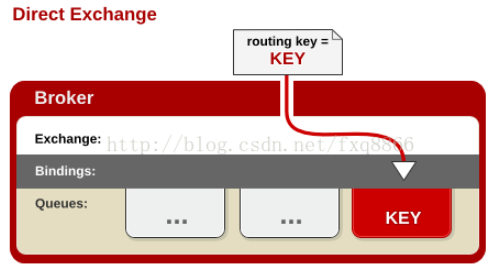 Direct Exchange
routing key =
KEY
Broker
Exchange:
http://blog.csdn.net/fxq8866
Bindings:
Queues:
...
...
KEY